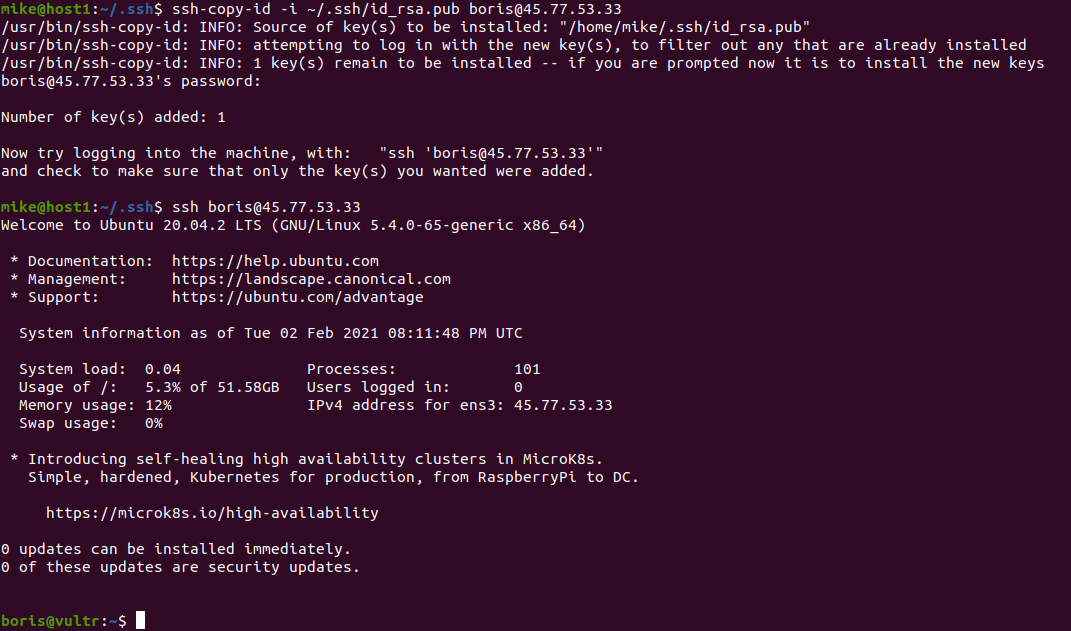 mike@host1:~/.ssh$ ssh-copy-id -i ~/.ssh/id_rsa.pub boris@45.77.53.33
/usr/bin/ssh-copy-id: INFO: Source of key(s) to be installed: "/home/mike/.ssh/id_rsa.pub"
/usr/bin/ssh-copy-id: INFO: attempting to log in with the new key(s), to filter out any that are already installed
/usr/bin/ssh-copy-id: INFO: 1 key(s) remain to be installed -- if you are prompted now it is to install the new keys
boris@45.77.53.33's password:

Number of key(s) added: 1

Now try logging into the machine, with:   "ssh 'boris@45.77.53.33'"
and check to make sure that only the key(s) you wanted were added.

mike@host1:~/.ssh$ ssh boris@45.77.53.33
Welcome to Ubuntu 20.04.2 LTS (GNU/Linux 5.4.0-65-generic x86_64)

 * Documentation:  https://help.ubuntu.com
 * Management:     https://landscape.canonical.com
 * Support:        https://ubuntu.com/advantage

  System information as of Tue 02 Feb 2021 08:11:48 PM UTC

  System load:  0.04              Processes:             101
  Usage of /:   5.3% of 51.58GB   Users logged in:       0
  Memory usage: 12%               IPv4 address for ens3: 45.77.53.33
  Swap usage:   0%

 * Introducing self-healing high availability clusters in MicroK8s.
   Simple, hardened, Kubernetes for production, from RaspberryPi to DC.

     https://microk8s.io/high-availability

0 updates can be installed immediately.
0 of these updates are security updates.


boris@vultr:~$